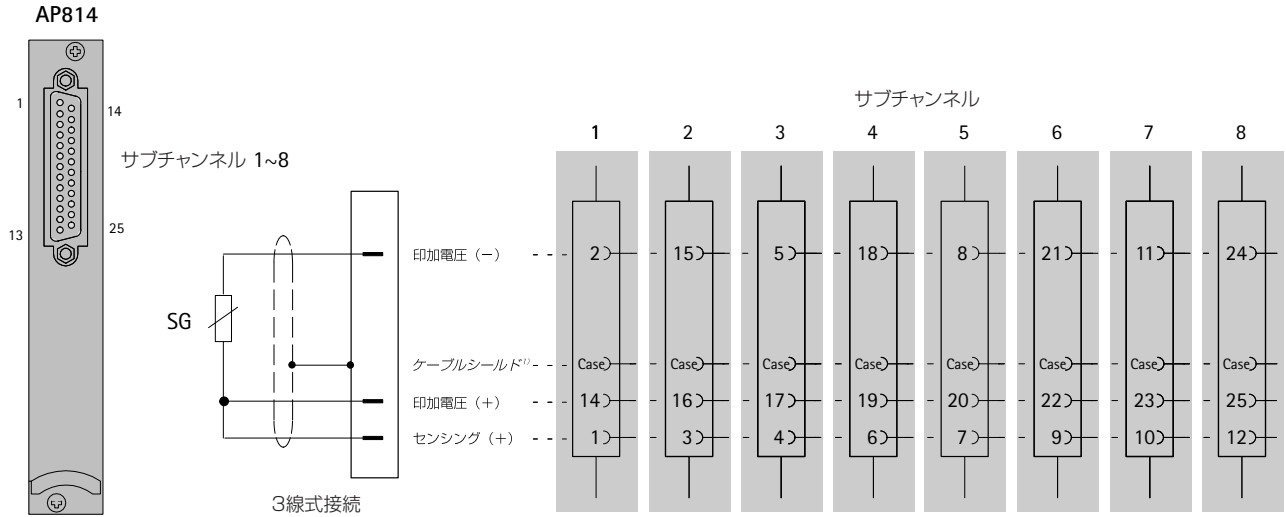 AP814
1
14
サブチャンネル 1~8
13
25
SG
3線式接続
サブチャンネル
1 2 3 4 5 6 7 8
印加電圧（−） 2 15 5 18 8 21 11 24
ケーブルシールド1) Case Case Case Case Case Case Case Case
印加電圧（+） 14 16 17 19 20 22 23 25
センシング（+） 1 3 4 6 7 9 10 12